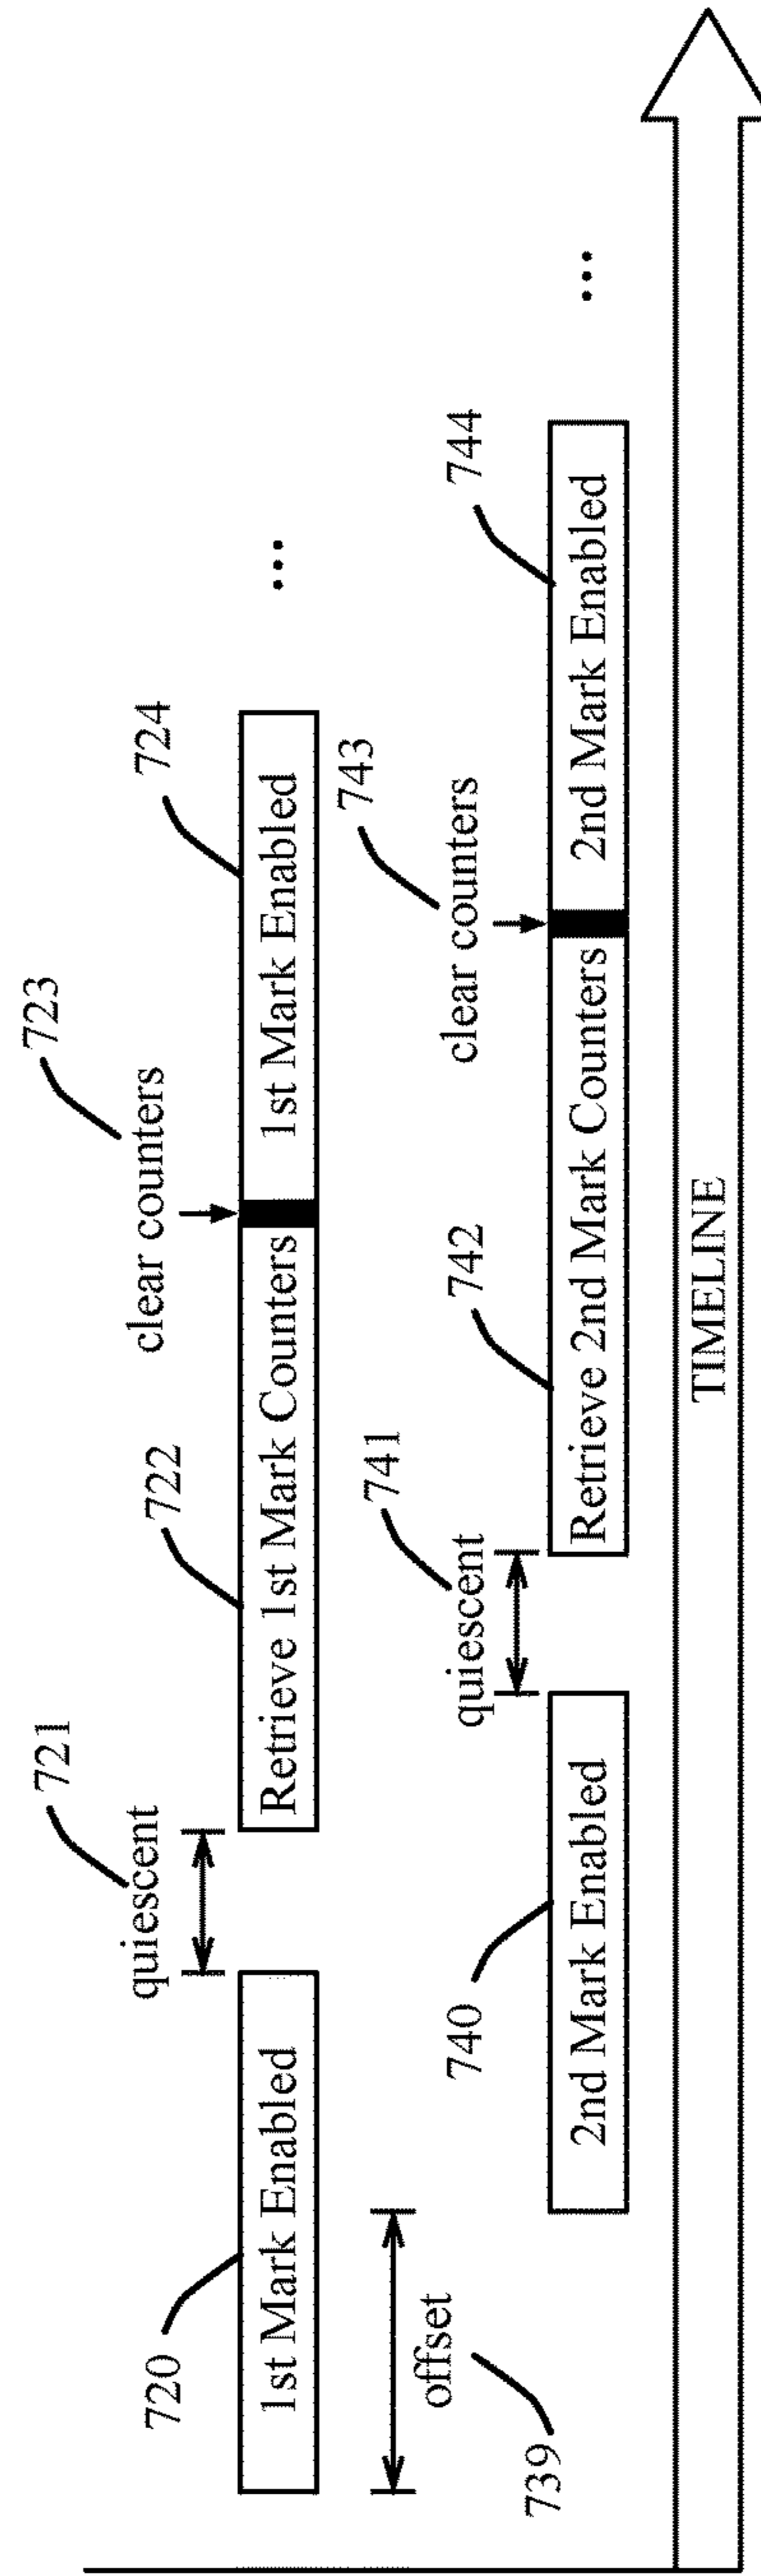 723
clear counters
721
quiescent
720
1st Mark Enabled
722
Retrieve 1st Mark Counters
724
1st Mark Enabled
...
739
offset
743
clear counters
741
quiescent
740
2nd Mark Enabled
742
Retrieve 2nd Mark Counters
744
2nd Mark Enabled
...
TIMELINE